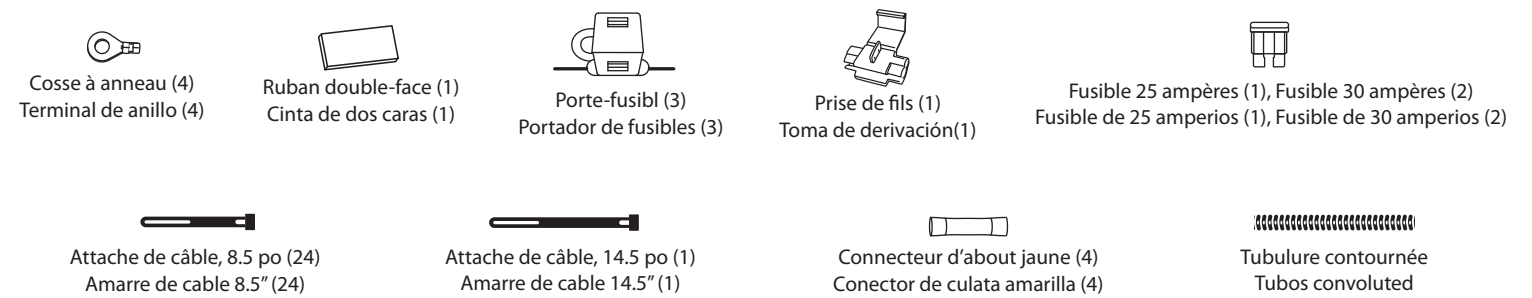 Cosse à anneau (4)
Terminal de anillo (4)
Ruban double-face (1)
Cinta de dos caras (1)
Porte-fusibl (3)
Portador de fusibles (3)
Prise de fils (1)
Toma de derivación(1)
Fusible 25 ampères (1), Fusible 30 ampères (2)
Fusible de 25 amperios (1), Fusible de 30 amperios (2)
Attache de câble, 8.5 po (24)
Amarre de cable 8.5” (24)
Attache de câble, 14.5 po (1)
Amarre de cable 14.5” (1)
Connecteur d’about jaune (4)
Conector de culata amarilla (4)
Tubulure contournée
Tubos convoluted